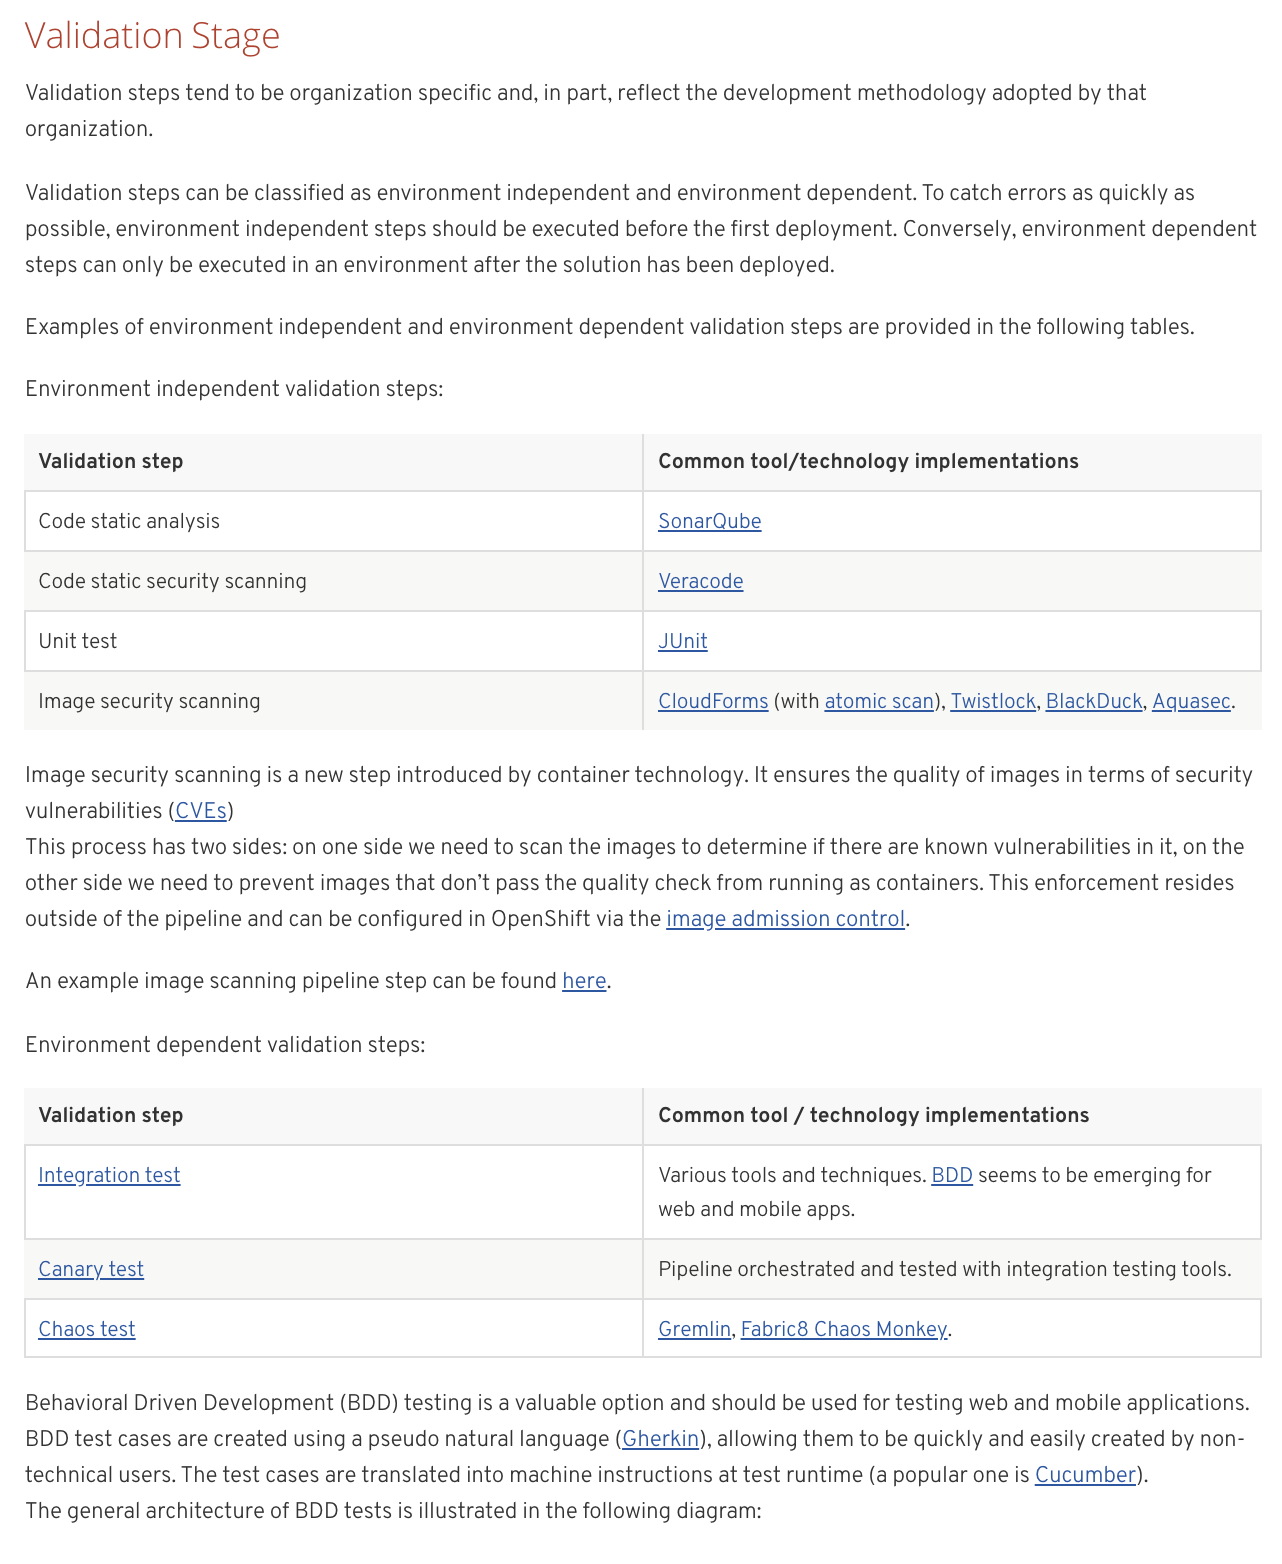 Validation Stage
Validation steps tend to be organization specific and, in part, reflect the development methodology adopted by that
organization.
Validation steps can be classified as environment independent and environment dependent. To catch errors as quickly as
possible, environment independent steps should be executed before the first deployment. Conversely, environment dependent
steps can only be executed in an environment after the solution has been deployed.
Examples of environment independent and environment dependent validation steps are provided in the following tables.
Environment independent validation steps:
Validation step Common tool/technology implementations
Code static analysis SonarQube
Code static security scanning Veracode
Unit test JUnit
Image security scanning CloudForms (with atomic scan), Twistlock, BlackDuck, Aquasec.
Image security scanning is a new step introduced by container technology. It ensures the quality of images in terms of security
vulnerabilities (CVEs)
This process has two sides: on one side we need to scan the images to determine if there are known vulnerabilities in it, on the
other side we need to prevent images that don’t pass the quality check from running as containers. This enforcement resides
outside of the pipeline and can be configured in OpenShift via the image admission control.
An example image scanning pipeline step can be found here.
Environment dependent validation steps:
Validation step Common tool / technology implementations
Integration test Various tools and techniques. BDD seems to be emerging for
web and mobile apps.
Canary test Pipeline orchestrated and tested with integration testing tools.
Chaos test Gremlin, Fabric8 Chaos Monkey.
Behavioral Driven Development (BDD) testing is a valuable option and should be used for testing web and mobile applications.
BDD test cases are created using a pseudo natural language (Gherkin), allowing them to be quickly and easily created by non-
technical users. The test cases are translated into machine instructions at test runtime (a popular one is Cucumber).
The general architecture of BDD tests is illustrated in the following diagram: